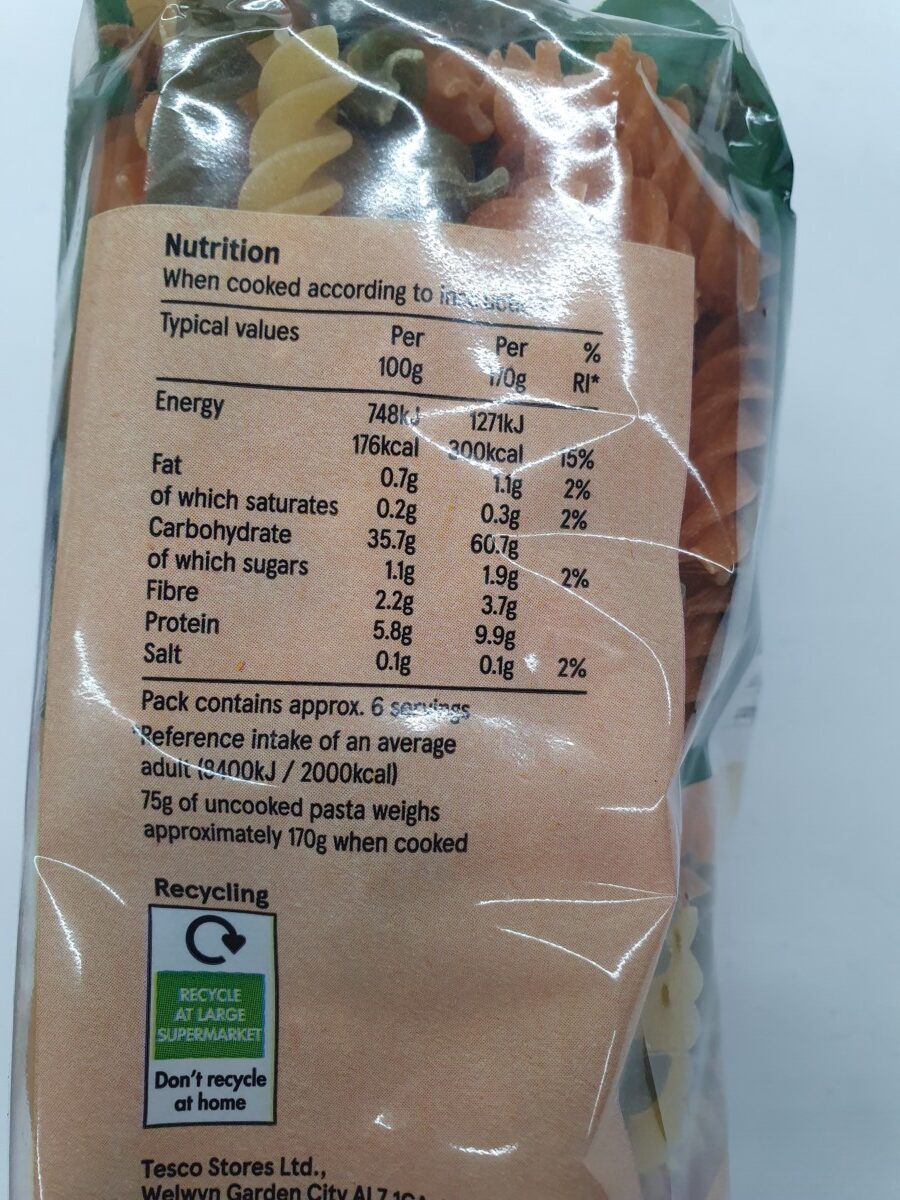 Nutrition
When cooked according to
Typical values Per 100g Per 170g % RI*
Energy 748kJ 1271kJ
176kcal 300kcal 15%
Fat 0.7g 1.1g 2%
of which saturates 0.2g 0.3g 2%
Carbohydrate 35.7g 60.7g
of which sugars 1.1g 1.9g 2%
Fibre 2.2g 3.7g
Protein 5.8g 9.9g
Salt 0.1g 0.1g 2%
Pack contains approx. 6 servings
*Reference intake of an average
adult (8400kJ / 2000kcal)
75g of uncooked pasta weighs
approximately 170g when cooked
Recycling
RECYCLE
AT LARGE
SUPERMARKET
Don't recycle
at home
Tesco Stores Ltd.,
Welwyn Garden City AL7